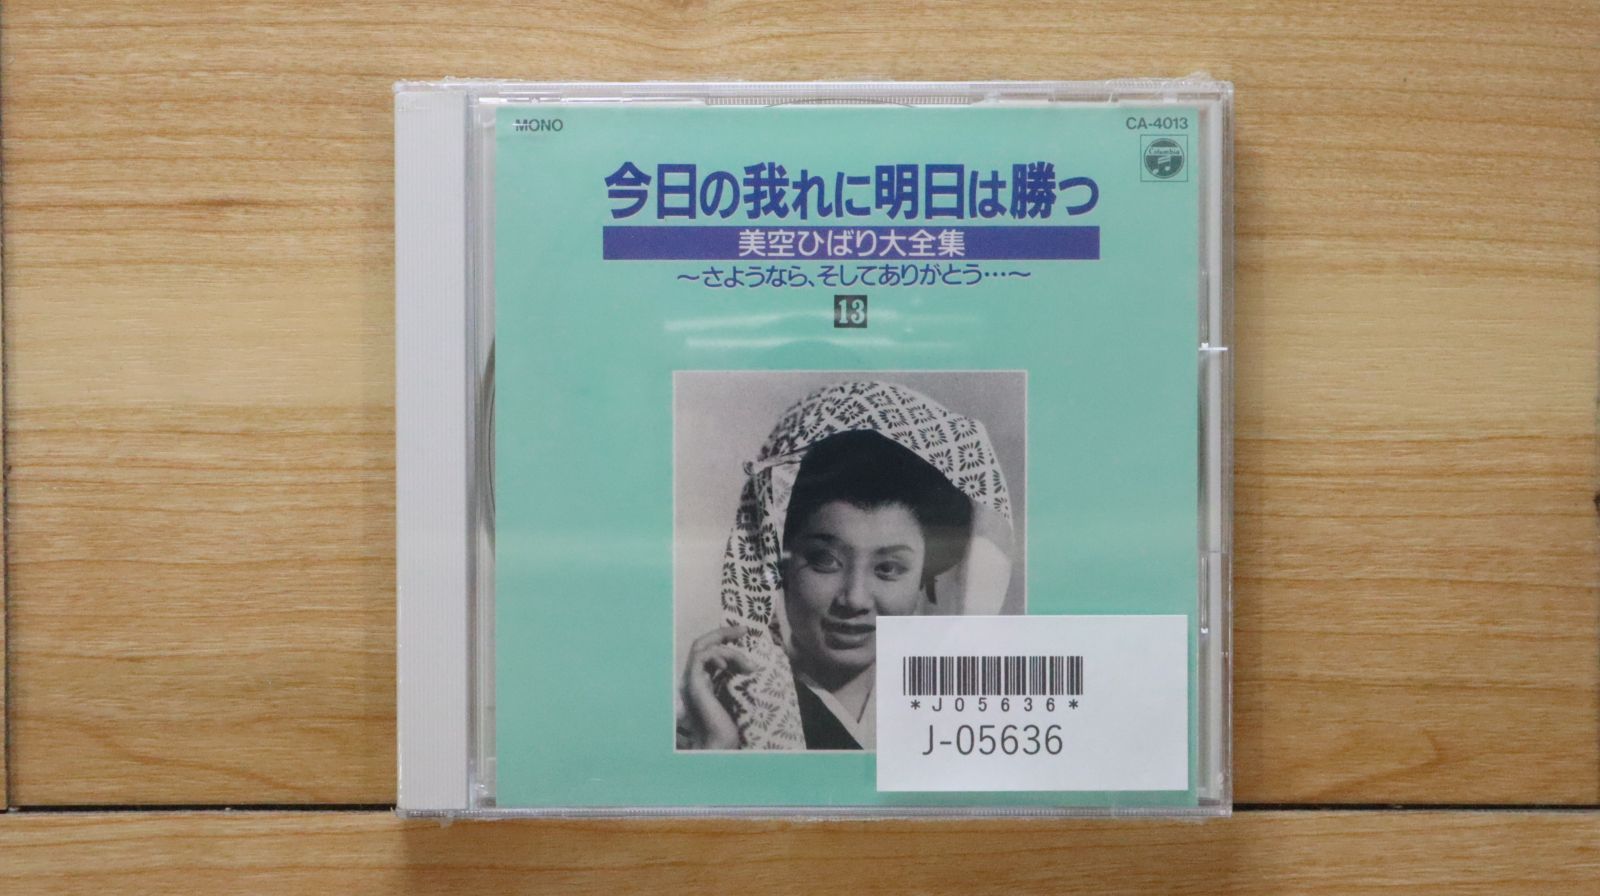 MONO
CA-4013
Columbia
今日の我れに明日は勝つ
美空ひばり大全集
〜さようなら、そしてありがとう…〜
13
*J05636*
J-05636